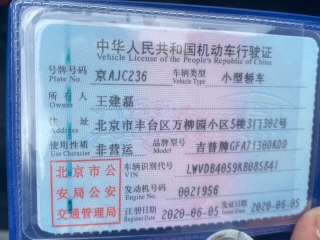 中华人民共和国机动车行驶证
Vehicle License of the People's Republic of China
号牌号码 京AJC236 车辆类型 小型轿车
Plate No. Vehicle Type
所有人 王建磊
Owner
住址 北京市丰台区万柳园小区5楼3门302号
Address
使用性质 非营运 品牌型号 吉普牌GFA7130DKDD
Use Character Model
北京市公安局公安交通管理局
车辆识别代号 LWVDB4059KB085841
VIN
发动机号码 0021956
Engine No.
注册日期 2020-06-05 发证日期 2020-06-05
Register Date Issue Date